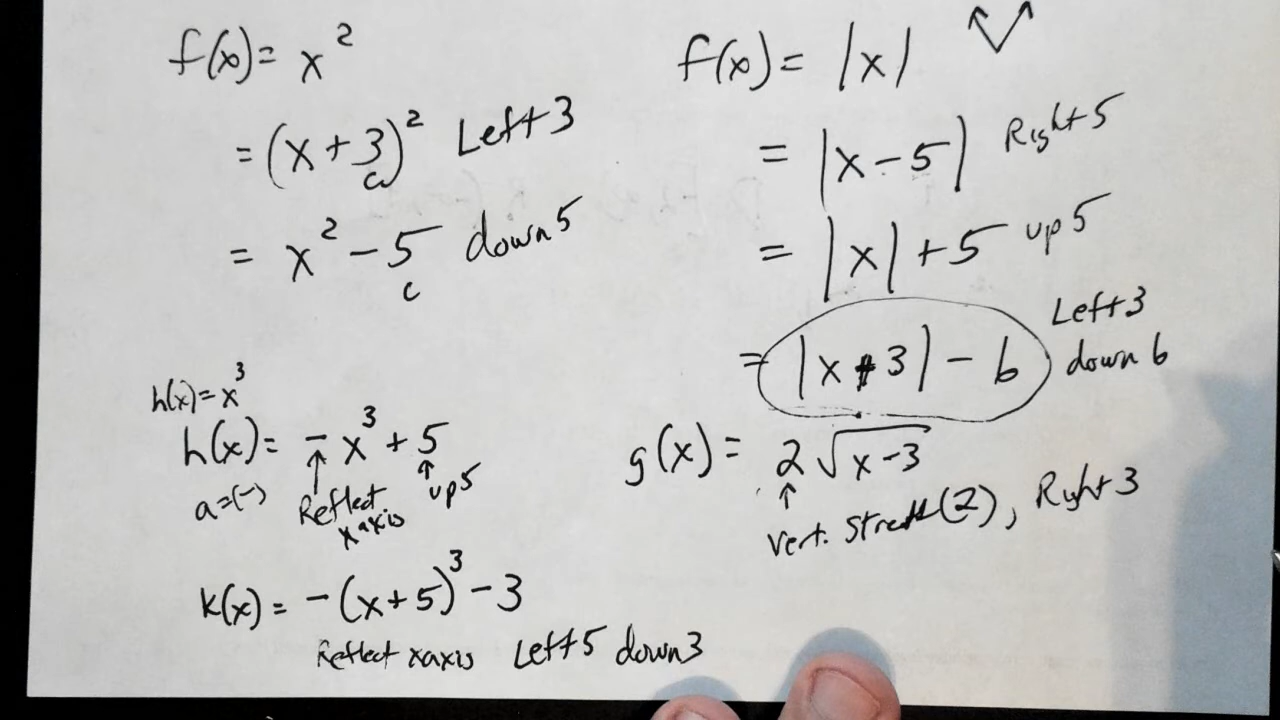 f(x) = x²
= (x + 3)² Left 3
c
= x² - 5 down 5
c
h(x) = x³
h(x) = - x³ + 5
a = (-) Reflect x axis up 5
k(x) = - (x + 5)³ - 3
Reflect x axis Left 5 down 3
f(x) = |x|
= |x - 5| Right 5
= |x| + 5 up 5
= |x + 3| - 6 Left 3 down 6
g(x) = 2√(x - 3)
Vert. Stretch (2), Right 3